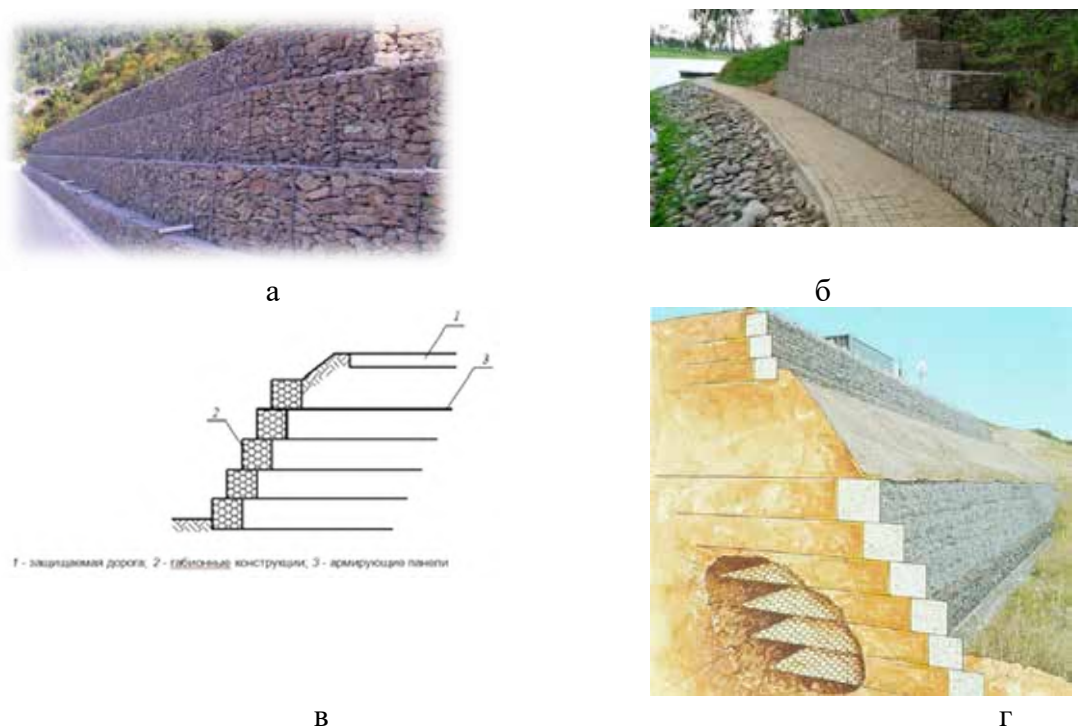 а
б
1
3
2
1 - защищаемая дорога; 2 - габионные конструкции; 3 - армирующие панели
в
г